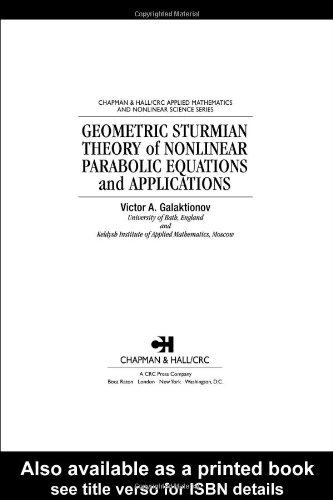 CHAPMAN & HALL/CRC APPLIED MATHEMATICS
AND NONLINEAR SCIENCE SERIES
GEOMETRIC STURMIAN
THEORY of NONLINEAR
PARABOLIC EQUATIONS
and APPLICATIONS
Victor A. Galaktionov
University of Bath, England
and
Keldysh Institute of Applied Mathematics, Moscow
CH
CHAPMAN & HALL/CRC
A CRC Press Company
Boca Raton London New York Washington, D.C.
Also available as a printed book
see title verso for ISBN details